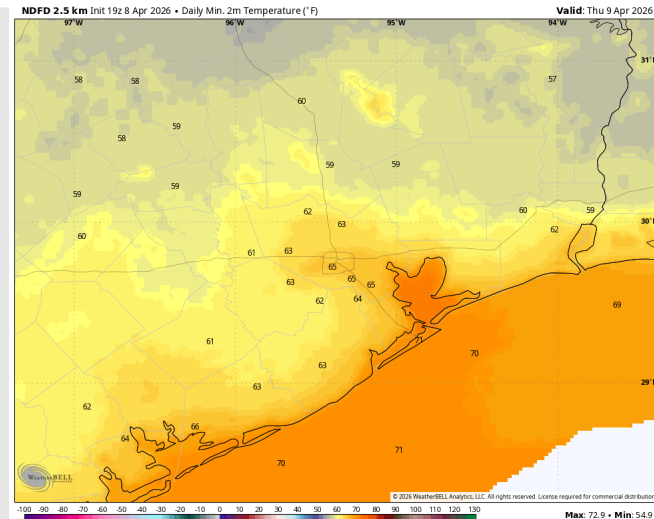 NDFD 2.5 km Init 19z 8 Apr 2026 • Daily Min. 2m Temperature (°F)
Valid: Thu 9 Apr 2026
97°W 96°W 95°W 94°W
31°
58 58 57
60
59
58
59 59
59
59
62 60 59
63 62
30°
60
61 63
65
63 65 65
62 64
69
61 71
70
63
63
29°
62
66
64
71
70
WEATHERBELL
© 2026 WeatherBELL Analytics, LLC. All rights reserved. License required for commercial distribution
-100 -90 -80 -70 -60 -50 -40 -30 -20 -10 0 10 20 30 40 50 60 70 80 90 100 110 120 130
Max: 72.9 • Min: 54.9